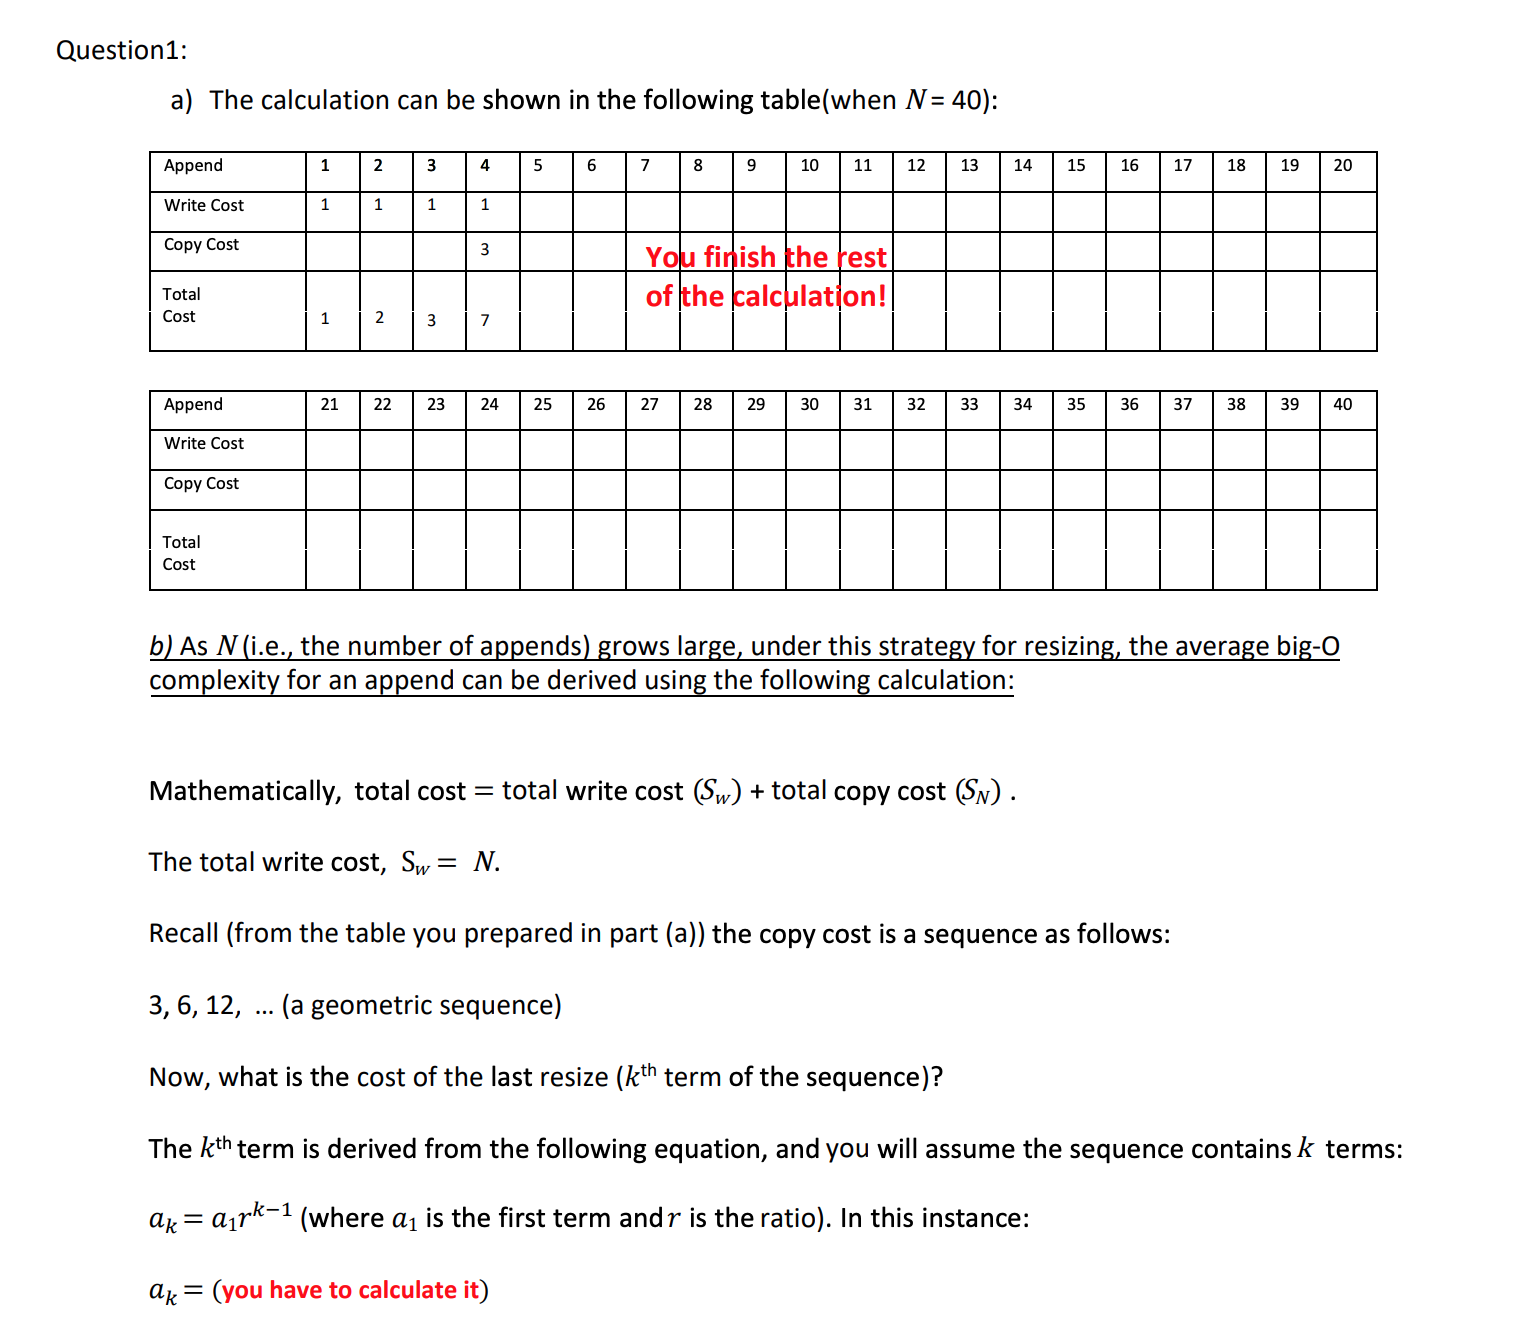 Question1:
a) The calculation can be shown in the following table(when N = 40):
Append 1 2 3 4 5 6 7 8 9 10 11 12 13 14 15 16 17 18 19 20
Write Cost 1 1 1 1
Copy Cost 3
You finish the rest
of the calculation!
Total
Cost 1 2 3 7
Append 21 22 23 24 25 26 27 28 29 30 31 32 33 34 35 36 37 38 39 40
Write Cost
Copy Cost
Total
Cost
b) As N (i.e., the number of appends) grows large, under this strategy for resizing, the average big-O
complexity for an append can be derived using the following calculation:
Mathematically, total cost = total write cost (S_w) + total copy cost (S_N) .
The total write cost, S_w = N.
Recall (from the table you prepared in part (a)) the copy cost is a sequence as follows:
3, 6, 12, ... (a geometric sequence)
Now, what is the cost of the last resize (k^th term of the sequence)?
The k^th term is derived from the following equation, and you will assume the sequence contains k terms:
a_k = a_1r^k−1 (where a_1 is the first term and r is the ratio). In this instance:
a_k = (you have to calculate it)